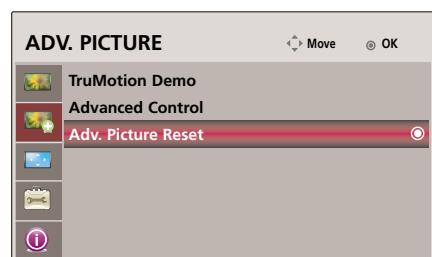 ADV. PICTURE Move OK
TruMotion Demo
Advanced Control
Adv. Picture Reset